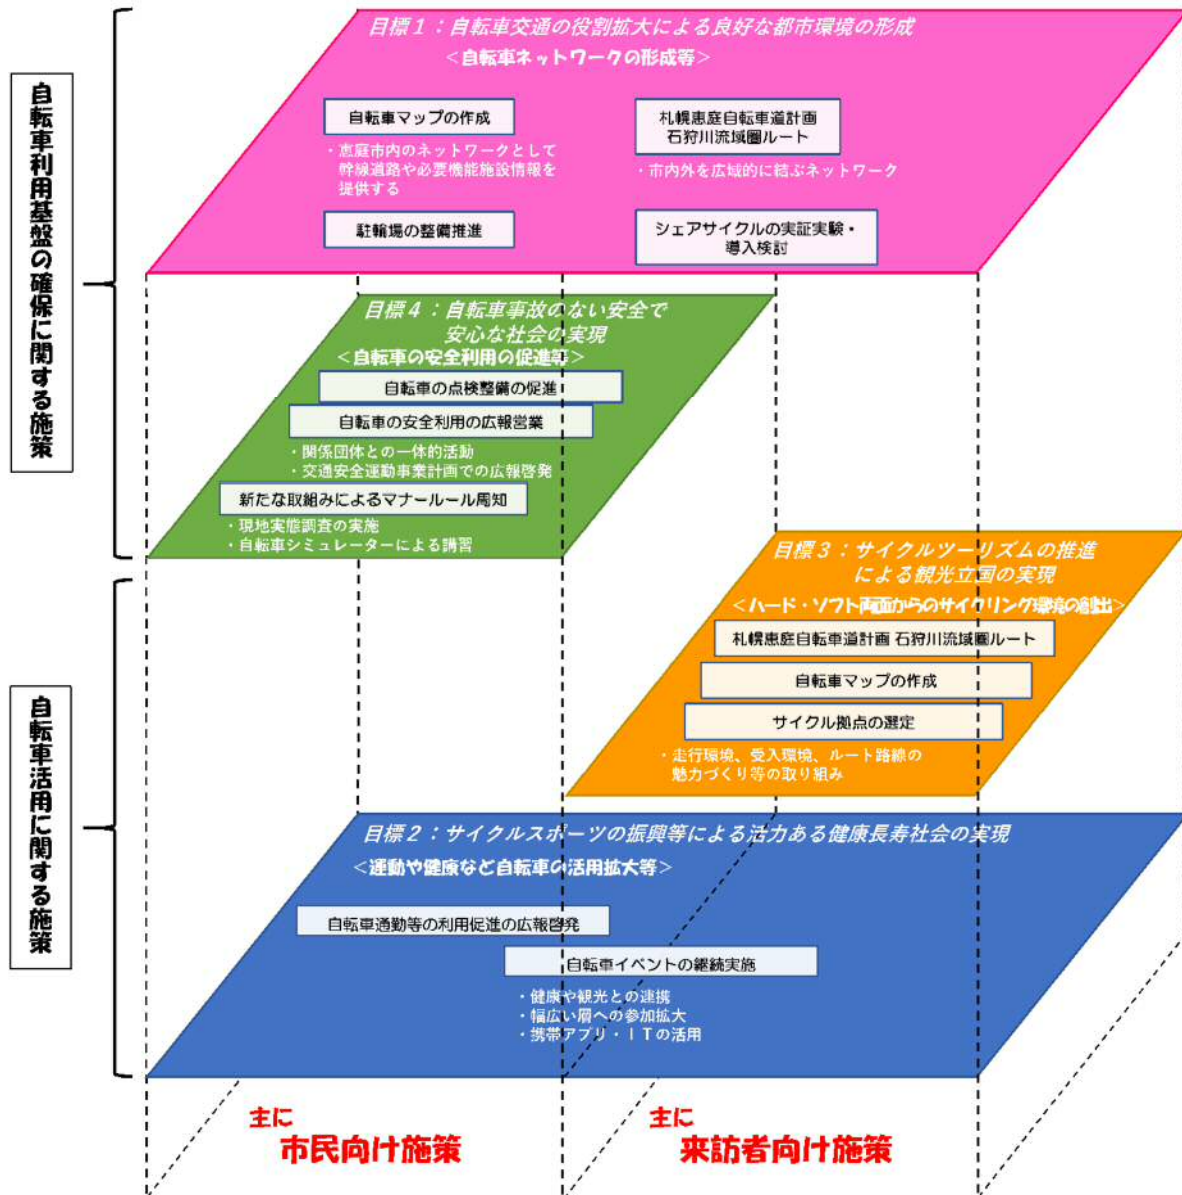 自転車利用基盤の確保に関する施策
目標1：自転車交通の役割拡大による良好な都市環境の形成
＜自転車ネットワークの形成等＞
自転車マップの作成
・恵庭市内のネットワークとして
幹線道路や必要機能施設情報を
提供する
駐輪場の整備推進
札幌恵庭自転車道計画
石狩川流域圏ルート
・市内外を広域的に結ぶネットワーク
シェアサイクルの実証実験・
導入検討
目標4：自転車事故のない安全で
安心な社会の実現
＜自転車の安全利用の促進等＞
自転車の点検整備の促進
自転車の安全利用の広報営業
・関係団体との一体的活動
・交通安全運動事業計画での広報啓発
新たな取組みによるマナールール周知
・現地実態調査の実施
・自転車シミュレーターによる講習
自転車活用に関する施策
目標3：サイクルツーリズムの推進
による観光立国の実現
＜ハード・ソフト両面からのサイクリング環境の創出＞
札幌恵庭自転車道計画 石狩川流域圏ルート
自転車マップの作成
サイクル拠点の選定
・走行環境、受入環境、ルート路線の
魅力づくり等の取り組み
目標2：サイクルスポーツの振興等による活力ある健康長寿社会の実現
＜運動や健康など自転車の活用拡大等＞
自転車通勤等の利用促進の広報啓発
自転車イベントの継続実施
・健康や観光との連携
・幅広い層への参加拡大
・携帯アプリ・ITの活用
主に
市民向け施策
主に
来訪者向け施策